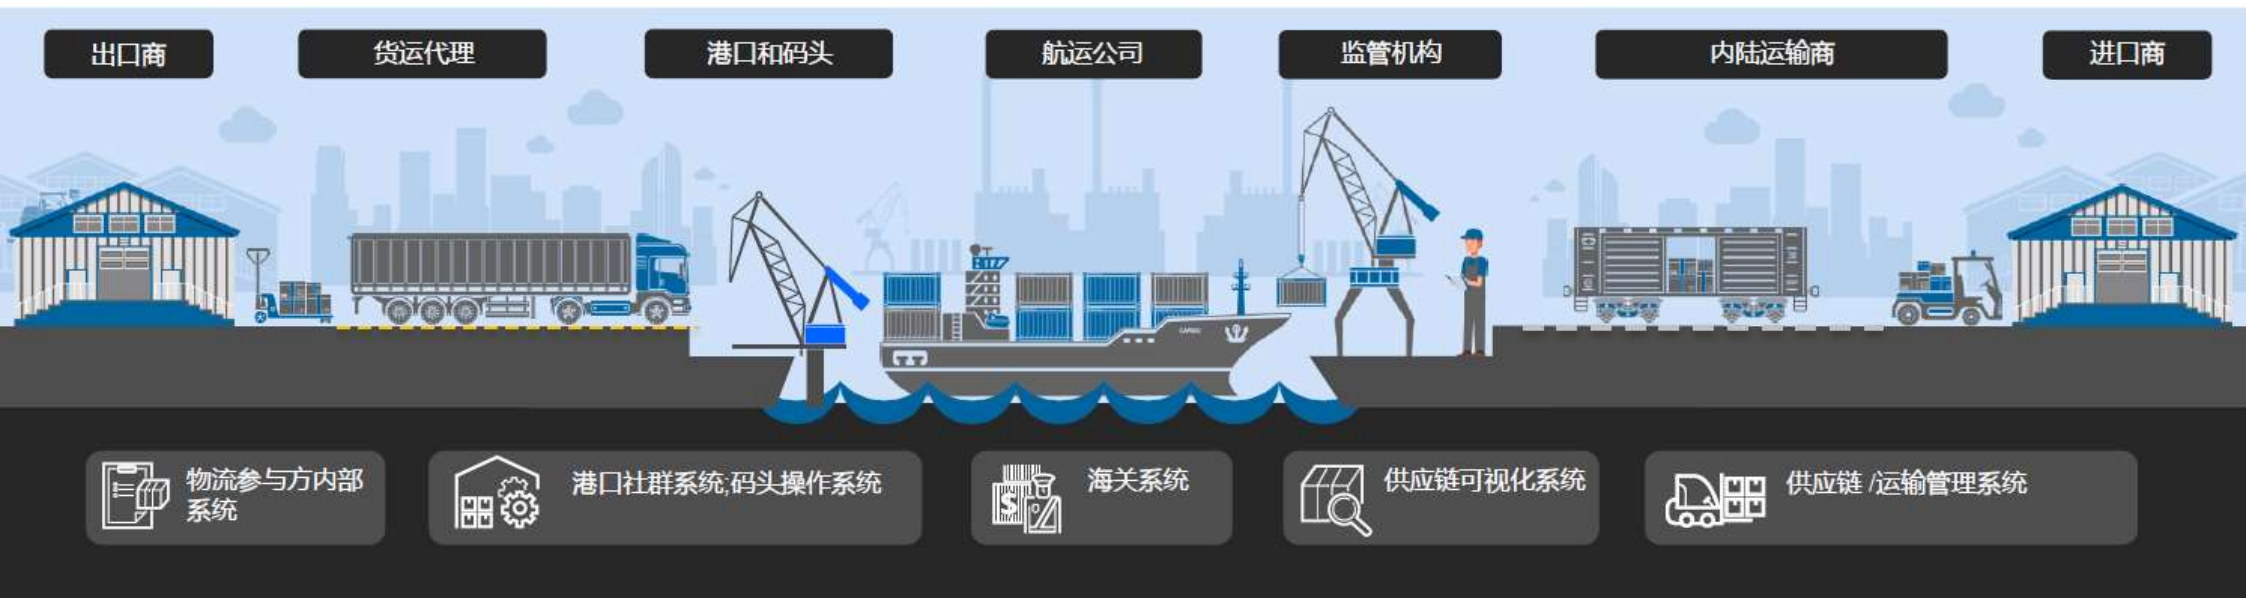 出口商
货运代理
港口和码头
航运公司
监管机构
内陆运输商
进口商
CARGO
物流参与方内部
系统
港口社群系统;码头操作系统
$
海关系统
供应链可视化系统
供应链 /运输管理系统